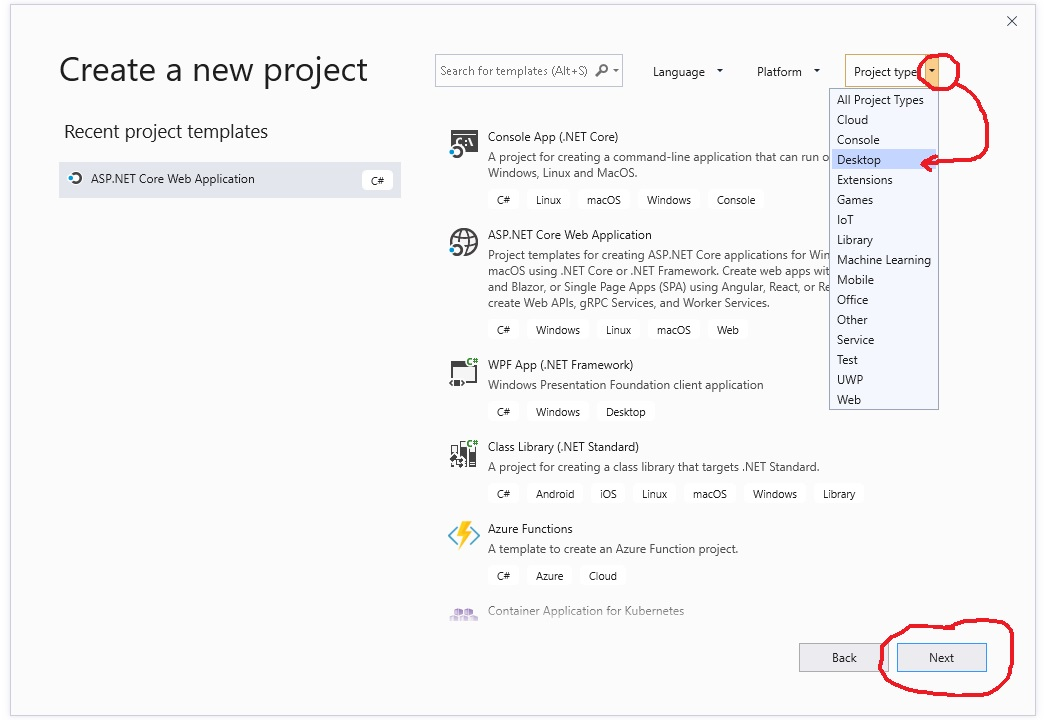 Create a new project
Search for templates (Alt+S)
Language
Platform
Project type
All Project Types
Cloud
Console
Desktop
Extensions
Games
IoT
Library
Machine Learning
Mobile
Office
Other
Service
Test
UWP
Web
Recent project templates
ASP.NET Core Web Application
C#
Console App (.NET Core)
A project for creating a command-line application that can run o
Windows, Linux and MacOS.
C# Linux macOS Windows Console
ASP.NET Core Web Application
Project templates for creating ASP.NET Core applications for Win
macOS using .NET Core or .NET Framework. Create web apps wit
and Blazor, or Single Page Apps (SPA) using Angular, React, or Re
create Web APIs, gRPC Services, and Worker Services.
C# Windows Linux macOS Web
C#
WPF App (.NET Framework)
Windows Presentation Foundation client application
C# Windows Desktop
C#
Class Library (.NET Standard)
A project for creating a class library that targets .NET Standard.
C# Android iOS Linux macOS Windows Library
Azure Functions
A template to create an Azure Function project.
C# Azure Cloud
Container Application for Kubernetes
Back
Next